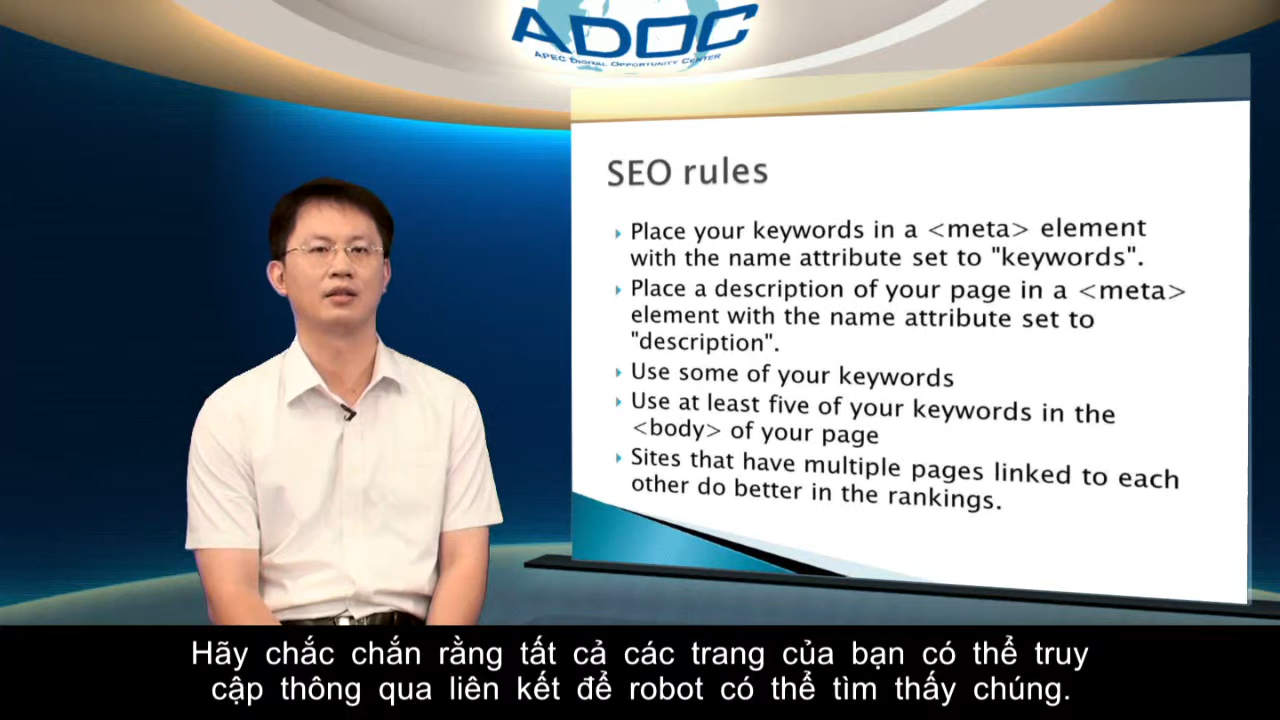 ADOC
APEC DIGITAL OPPORTUNITY CENTER
SEO rules
Place your keywords in a <meta> element
with the name attribute set to "keywords".
Place a description of your page in a <meta>
element with the name attribute set to
"description".
Use some of your keywords
Use at least five of your keywords in the
<body> of your page
Sites that have multiple pages linked to each
other do better in the rankings.
Hãy chắc chắn rằng tất cả các trang của bạn có thể truy
cập thông qua liên kết để robot có thể tìm thấy chúng.